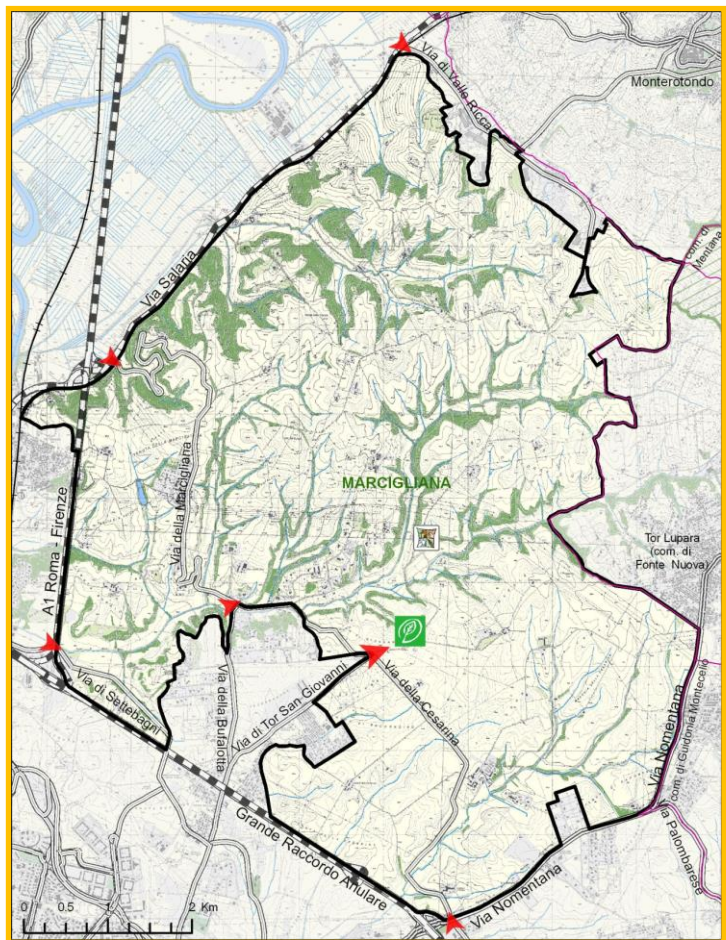 Via di Valle Ricca
Monterotondo
com. di
Mentana
Via Salaria
Via della Marcigliana
MARCIGLIANA
A1 Roma - Firenze
Tor Lupara
(com. di
Fonte Nuova)
Via di Settebagni
Via della Bufalotta
Via di Tor San Giovanni
Via della Cesarina
Via Nomentana
com. di Guidonia Montecelio
Grande Raccordo Anulare
Via Nomentana
Via Palombarese
0 1 2 Km